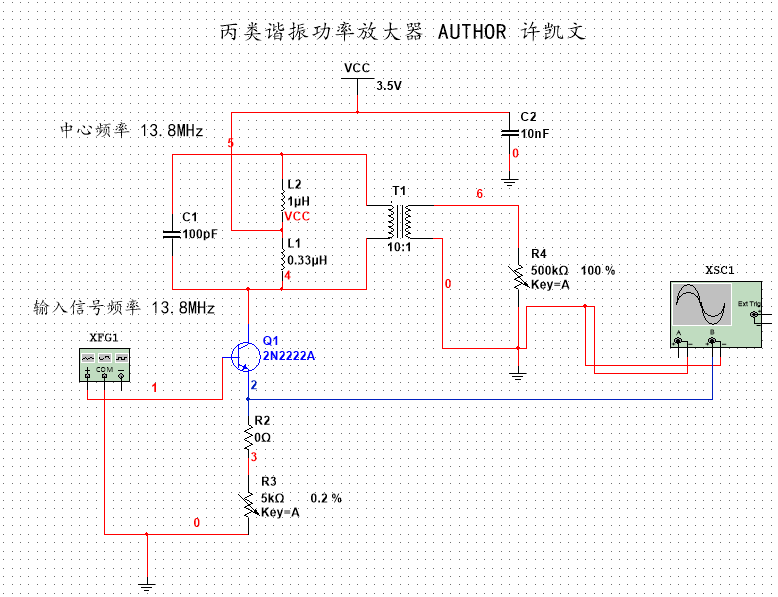 丙类谐振功率放大器 AUTHOR 许凯文
VCC
3.5V
中心频率 13.8MHz
5
C2
10nF
0
L2
1µH
VCC
T1
10:1
6
C1
100pF
L1
0.33µH
4
R4
500kΩ 100 %
Key=A
0
XSC1
Ext Trig
A
B
输入信号频率 13.8MHz
XFG1
COM
Q1
2N2222A
1
2
R2
0Ω
3
R3
5kΩ 0.2 %
Key=A
0